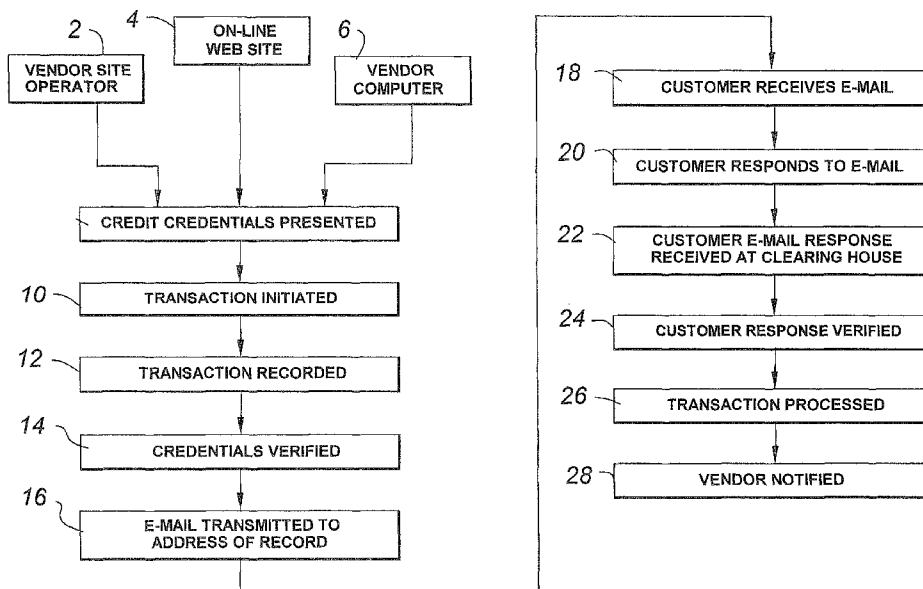 2
VENDOR SITE
OPERATOR
4
ON-LINE
WEB SITE
6
VENDOR
COMPUTER
CREDIT CREDENTIALS PRESENTED
10
TRANSACTION INITIATED
12
TRANSACTION RECORDED
14
CREDENTIALS VERIFIED
16
E-MAIL TRANSMITTED TO
ADDRESS OF RECORD
18
CUSTOMER RECEIVES E-MAIL
20
CUSTOMER RESPONDS TO E-MAIL
22
CUSTOMER E-MAIL RESPONSE
RECEIVED AT CLEARING HOUSE
24
CUSTOMER RESPONSE VERIFIED
26
TRANSACTION PROCESSED
28
VENDOR NOTIFIED